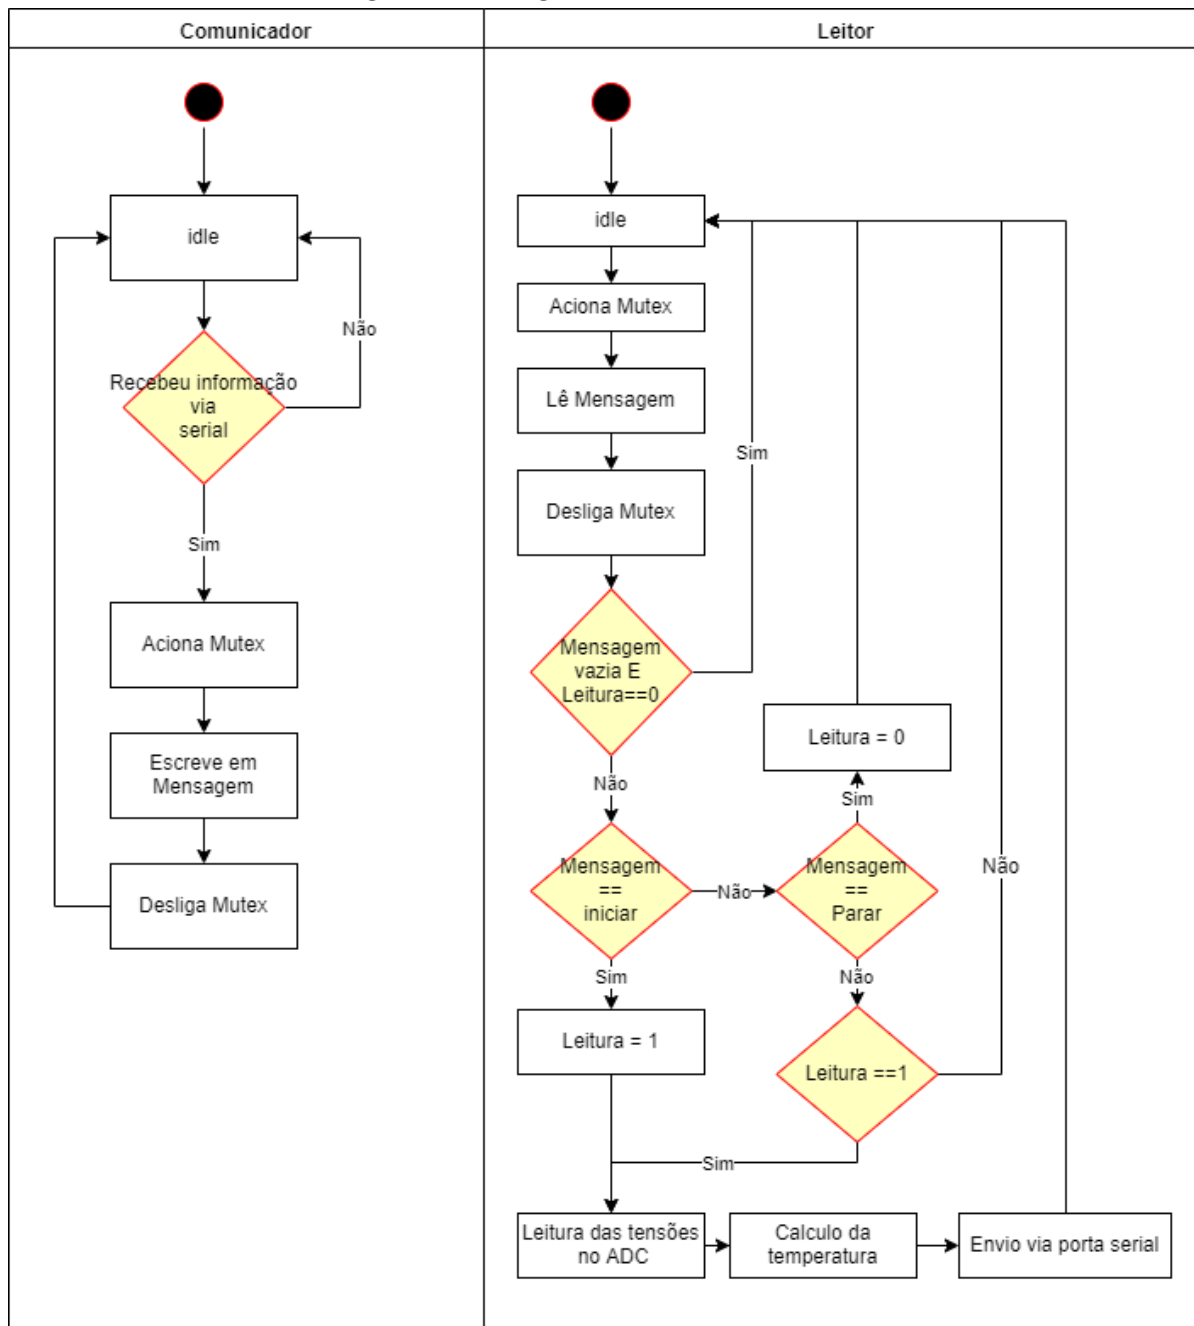 Comunicador
idle
Não
Recebeu informação
via
serial
Sim
Aciona Mutex
Escreve em
Mensagem
Desliga Mutex
Leitor
idle
Aciona Mutex
Lê Mensagem
Desliga Mutex
Sim
Mensagem
vazia E
Leitura==0
Não
Leitura = 0
Sim
Mensagem
==
iniciar
Não
Mensagem
==
Parar
Não
Sim
Não
Leitura = 1
Leitura ==1
Sim
Leitura das tensões
no ADC
Calculo da
temperatura
Envio via porta serial